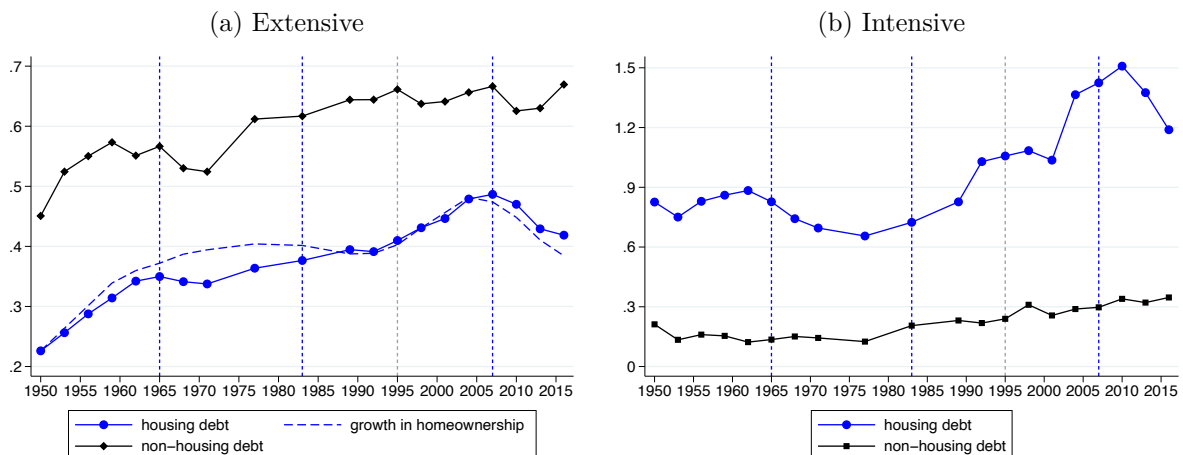 (a) Extensive
.7
.6
.5
.4
.3
.2
1950 1955 1960 1965 1970 1975 1980 1985 1990 1995 2000 2005 2010 2015
housing debt
growth in homeownership
non-housing debt
(b) Intensive
1.5
1.2
.9
.6
.3
0
1950 1955 1960 1965 1970 1975 1980 1985 1990 1995 2000 2005 2010 2015
housing debt
non-housing debt